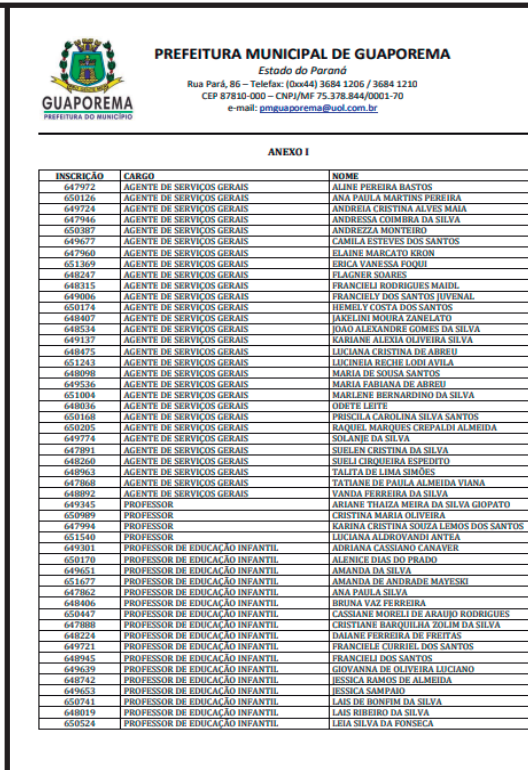 PREFEITURA MUNICIPAL DE GUAPOREMA
Estado do Paraná
Rua Pará, 86 – Telefax: (0xx44) 3684 1206 / 3684 1210
CEP 87810-000 – CNPJ/MF 75.378.844/0001-70
e-mail: pmguaporema@uol.com.br
GUAPOREMA
PREFEITURA DO MUNICÍPIO
ANEXO I
INSCRIÇÃO CARGO NOME
647972 AGENTE DE SERVIÇOS GERAIS ALINE PEREIRA BASTOS
650126 AGENTE DE SERVIÇOS GERAIS ANA PAULA MARTINS PEREIRA
649724 AGENTE DE SERVIÇOS GERAIS ANDREIA CRISTINA ALVES MAIA
647946 AGENTE DE SERVIÇOS GERAIS ANDRESSA COIMBRA DA SILVA
650387 AGENTE DE SERVIÇOS GERAIS ANDREZZA MONTEIRO
649677 AGENTE DE SERVIÇOS GERAIS CAMILA ESTEVES DOS SANTOS
647960 AGENTE DE SERVIÇOS GERAIS ELAINE MARCATO KRON
651369 AGENTE DE SERVIÇOS GERAIS ERICA VANESSA FOQUI
648247 AGENTE DE SERVIÇOS GERAIS FLAGNER SOARES
648315 AGENTE DE SERVIÇOS GERAIS FRANCIELI RODRIGUES MAIDL
649006 AGENTE DE SERVIÇOS GERAIS FRANCIELY DOS SANTOS JUVENAL
650174 AGENTE DE SERVIÇOS GERAIS HEMELY COSTA DOS SANTOS
648407 AGENTE DE SERVIÇOS GERAIS JAKELINI MOURA ZANELATO
648534 AGENTE DE SERVIÇOS GERAIS JOAO ALEXANDRE GOMES DA SILVA
649137 AGENTE DE SERVIÇOS GERAIS KARIANE ALEXIA OLIVEIRA SILVA
648475 AGENTE DE SERVIÇOS GERAIS LUCIANA CRISTINA DE ABREU
651243 AGENTE DE SERVIÇOS GERAIS LUCINEIA RECHE LODI AVILA
648098 AGENTE DE SERVIÇOS GERAIS MARIA DE SOUSA SANTOS
649536 AGENTE DE SERVIÇOS GERAIS MARIA FABIANA DE ABREU
651004 AGENTE DE SERVIÇOS GERAIS MARLENE BERNARDINO DA SILVA
648036 AGENTE DE SERVIÇOS GERAIS ODETE LEITE
650168 AGENTE DE SERVIÇOS GERAIS PRISCILA CAROLINA SILVA SANTOS
650205 AGENTE DE SERVIÇOS GERAIS RAQUEL MARQUES CREPALDI ALMEIDA
649774 AGENTE DE SERVIÇOS GERAIS SOLANJE DA SILVA
647891 AGENTE DE SERVIÇOS GERAIS SUELEN CRISTINA DA SILVA
648260 AGENTE DE SERVIÇOS GERAIS SUELI CIRQUEIRA ESPEDITO
648963 AGENTE DE SERVIÇOS GERAIS TALITA DE LIMA SIMÕES
647868 AGENTE DE SERVIÇOS GERAIS TATIANE DE PAULA ALMEIDA VIANA
648892 AGENTE DE SERVIÇOS GERAIS VANDA FERREIRA DA SILVA
649345 PROFESSOR ARIANE THAIZA MEIRA DA SILVA GIOPATO
650989 PROFESSOR CRISTINA MARIA OLIVEIRA
647994 PROFESSOR KARINA CRISTINA SOUZA LEMOS DOS SANTOS
651540 PROFESSOR LUCIANA ALDROVANDI ANTEA
649301 PROFESSOR DE EDUCAÇÃO INFANTIL ADRIANA CASSIANO CANAVER
650170 PROFESSOR DE EDUCAÇÃO INFANTIL ALENICE DIAS DO PRADO
649651 PROFESSOR DE EDUCAÇÃO INFANTIL AMANDA DA SILVA
651677 PROFESSOR DE EDUCAÇÃO INFANTIL AMANDA DE ANDRADE MAYESKI
647862 PROFESSOR DE EDUCAÇÃO INFANTIL ANA PAULA SILVA
648406 PROFESSOR DE EDUCAÇÃO INFANTIL BRUNA VAZ FERREIRA
650447 PROFESSOR DE EDUCAÇÃO INFANTIL CASSIANE MORELI DE ARAUJO RODRIGUES
647888 PROFESSOR DE EDUCAÇÃO INFANTIL CRISTIANE BARQUILHA ZOLIM DA SILVA
648224 PROFESSOR DE EDUCAÇÃO INFANTIL DAIANE FERREIRA DE FREITAS
649721 PROFESSOR DE EDUCAÇÃO INFANTIL FRANCIELE CURRIEL DOS SANTOS
648945 PROFESSOR DE EDUCAÇÃO INFANTIL FRANCIELI DOS SANTOS
649639 PROFESSOR DE EDUCAÇÃO INFANTIL GIOVANNA DE OLIVEIRA LUCIANO
648742 PROFESSOR DE EDUCAÇÃO INFANTIL JESSICA RAMOS DE ALMEIDA
649653 PROFESSOR DE EDUCAÇÃO INFANTIL JESSICA SAMPAIO
650741 PROFESSOR DE EDUCAÇÃO INFANTIL LAIS DE BONFIM DA SILVA
648019 PROFESSOR DE EDUCAÇÃO INFANTIL LAIS RIBEIRO DA SILVA
650524 PROFESSOR DE EDUCAÇÃO INFANTIL LEIA SILVA DA FONSECA